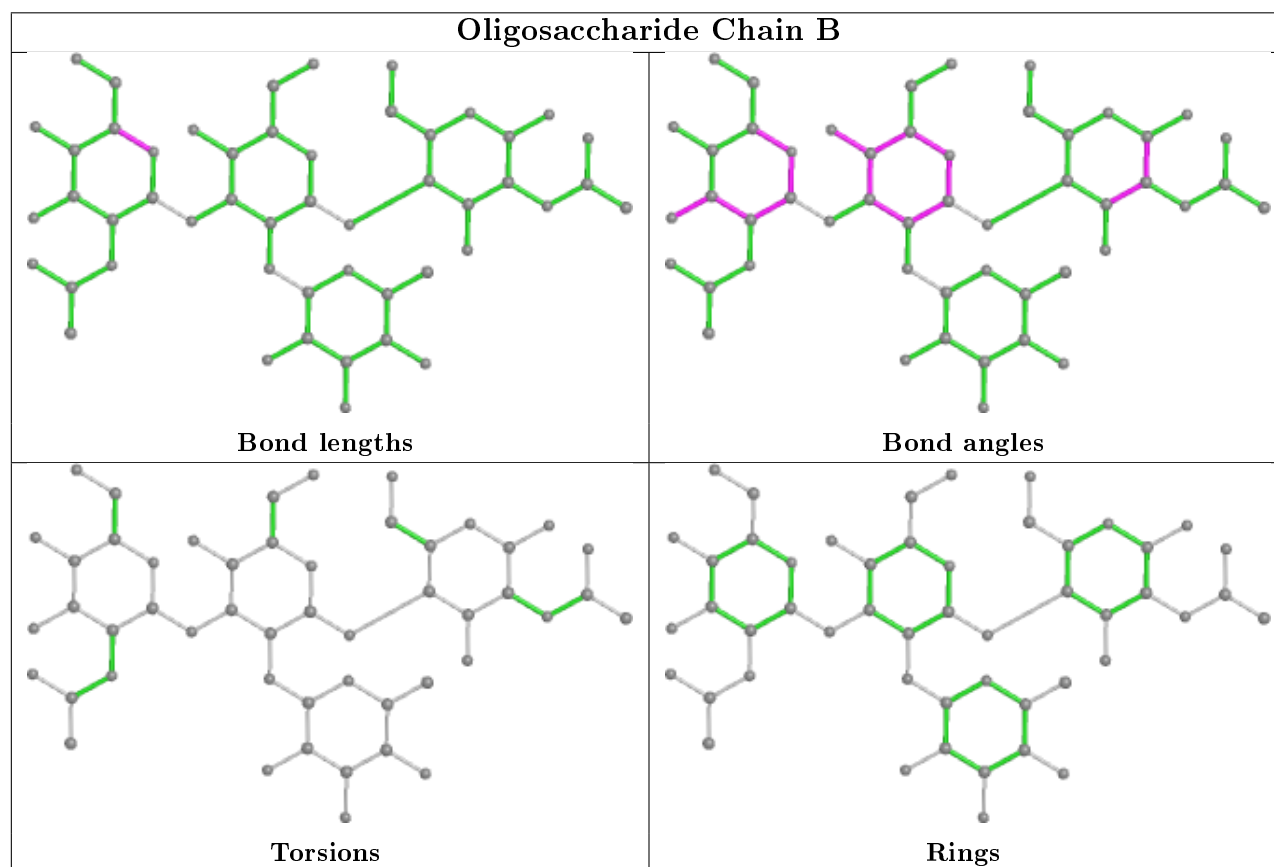 Oligosaccharide Chain B
Bond lengths
Bond angles
Torsions
Rings